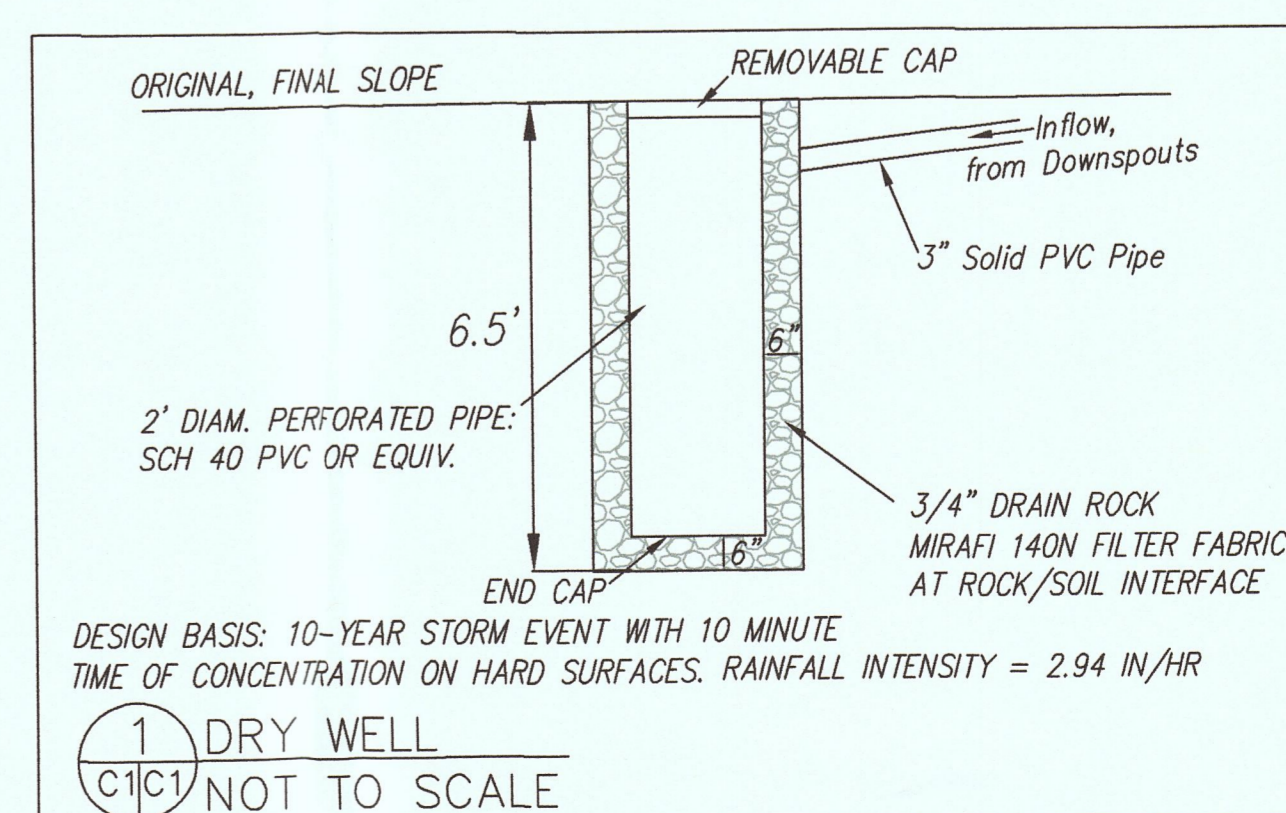 ORIGINAL, FINAL SLOPE
REMOVABLE CAP
Inflow,
from Downspouts
3" Solid PVC Pipe
6.5'
6"
2' DIAM. PERFORATED PIPE:
SCH 40 PVC OR EQUIV.
3/4" DRAIN ROCK
MIRAFI 140N FILTER FABRIC
AT ROCK/SOIL INTERFACE
6"
END CAP
DESIGN BASIS: 10-YEAR STORM EVENT WITH 10 MINUTE
TIME OF CONCENTRATION ON HARD SURFACES. RAINFALL INTENSITY = 2.94 IN/HR
1
DRY WELL
C1 C1
NOT TO SCALE